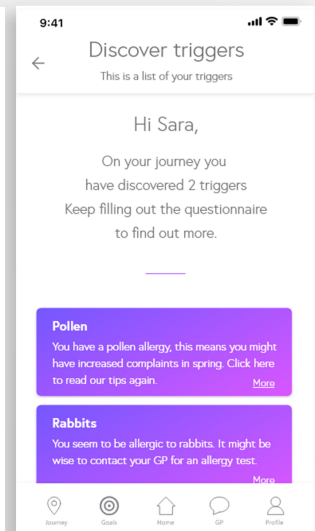 9:41
Discover triggers
This is a list of your triggers
Hi Sara,
On your journey you
have discovered 2 triggers
Keep filling out the questionnaire
to find out more.
Pollen
You have a pollen allergy, this means you might
have increased complaints in spring. Click here
to read our tips again.
More
Rabbits
You seem to be allergic to rabbits. It might be
wise to contact your GP for an allergy test.
More
Journey
Goals
Home
GP
Profile